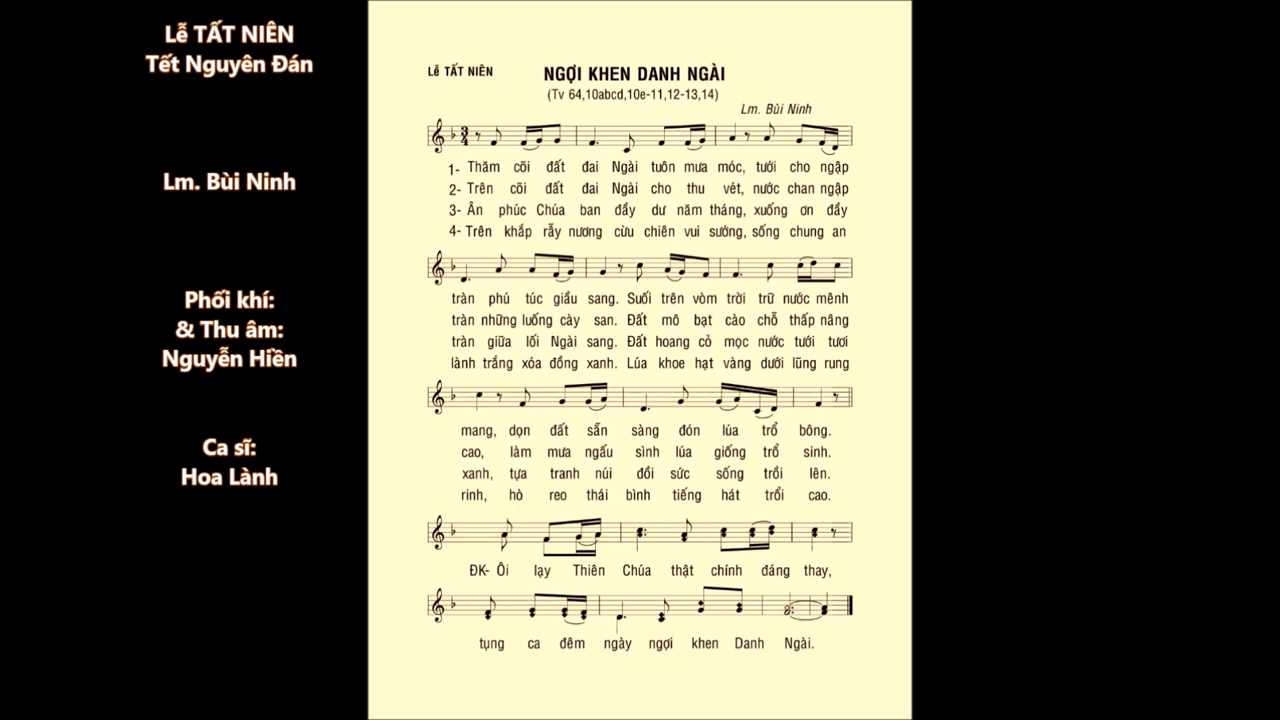 Lễ TẤT NIÊN
Tết Nguyên Đán
Lm. Bùi Ninh
Phối khí:
& Thu âm:
Nguyễn Hiền
Ca sĩ:
Hoa Lành
Lễ TẤT NIÊN
NGỢI KHEN DANH NGÀI
(Tv 64,10abcd,10e-11,12-13,14)
Lm. Bùi Ninh
3
4
1- Thăm cõi đất đai Ngài tuôn mưa móc, tưới cho ngập
2- Trên cõi đất đai Ngài cho thu vét, nước chan ngập
3- Ân phúc Chúa ban đầy dư năm tháng, xuống ơn đầy
4- Trên khắp rẫy nương cừu chiên vui sướng, sống chung an
tràn phú túc giầu sang. Suối trên vòm trời trữ nước mênh
tràn những luống cày san. Đất mô bạt cào chỗ thấp nâng
tràn giữa lối Ngài sang. Đất hoang cỏ mọc nước tưới tươi
lành trắng xóa đồng xanh. Lúa khoe hạt vàng dưới lũng rung
mang, dọn đất sẵn sàng đón lúa trổ bông.
cao, làm mưa ngấu sình lúa giống trổ sinh.
xanh, tựa tranh núi đồi sức sống trồi lên.
rinh, hò reo thái bình tiếng hát trổi cao.
ĐK- Ôi lạy Thiên Chúa thật chính đáng thay,
tụng ca đêm ngày ngợi khen Danh Ngài.